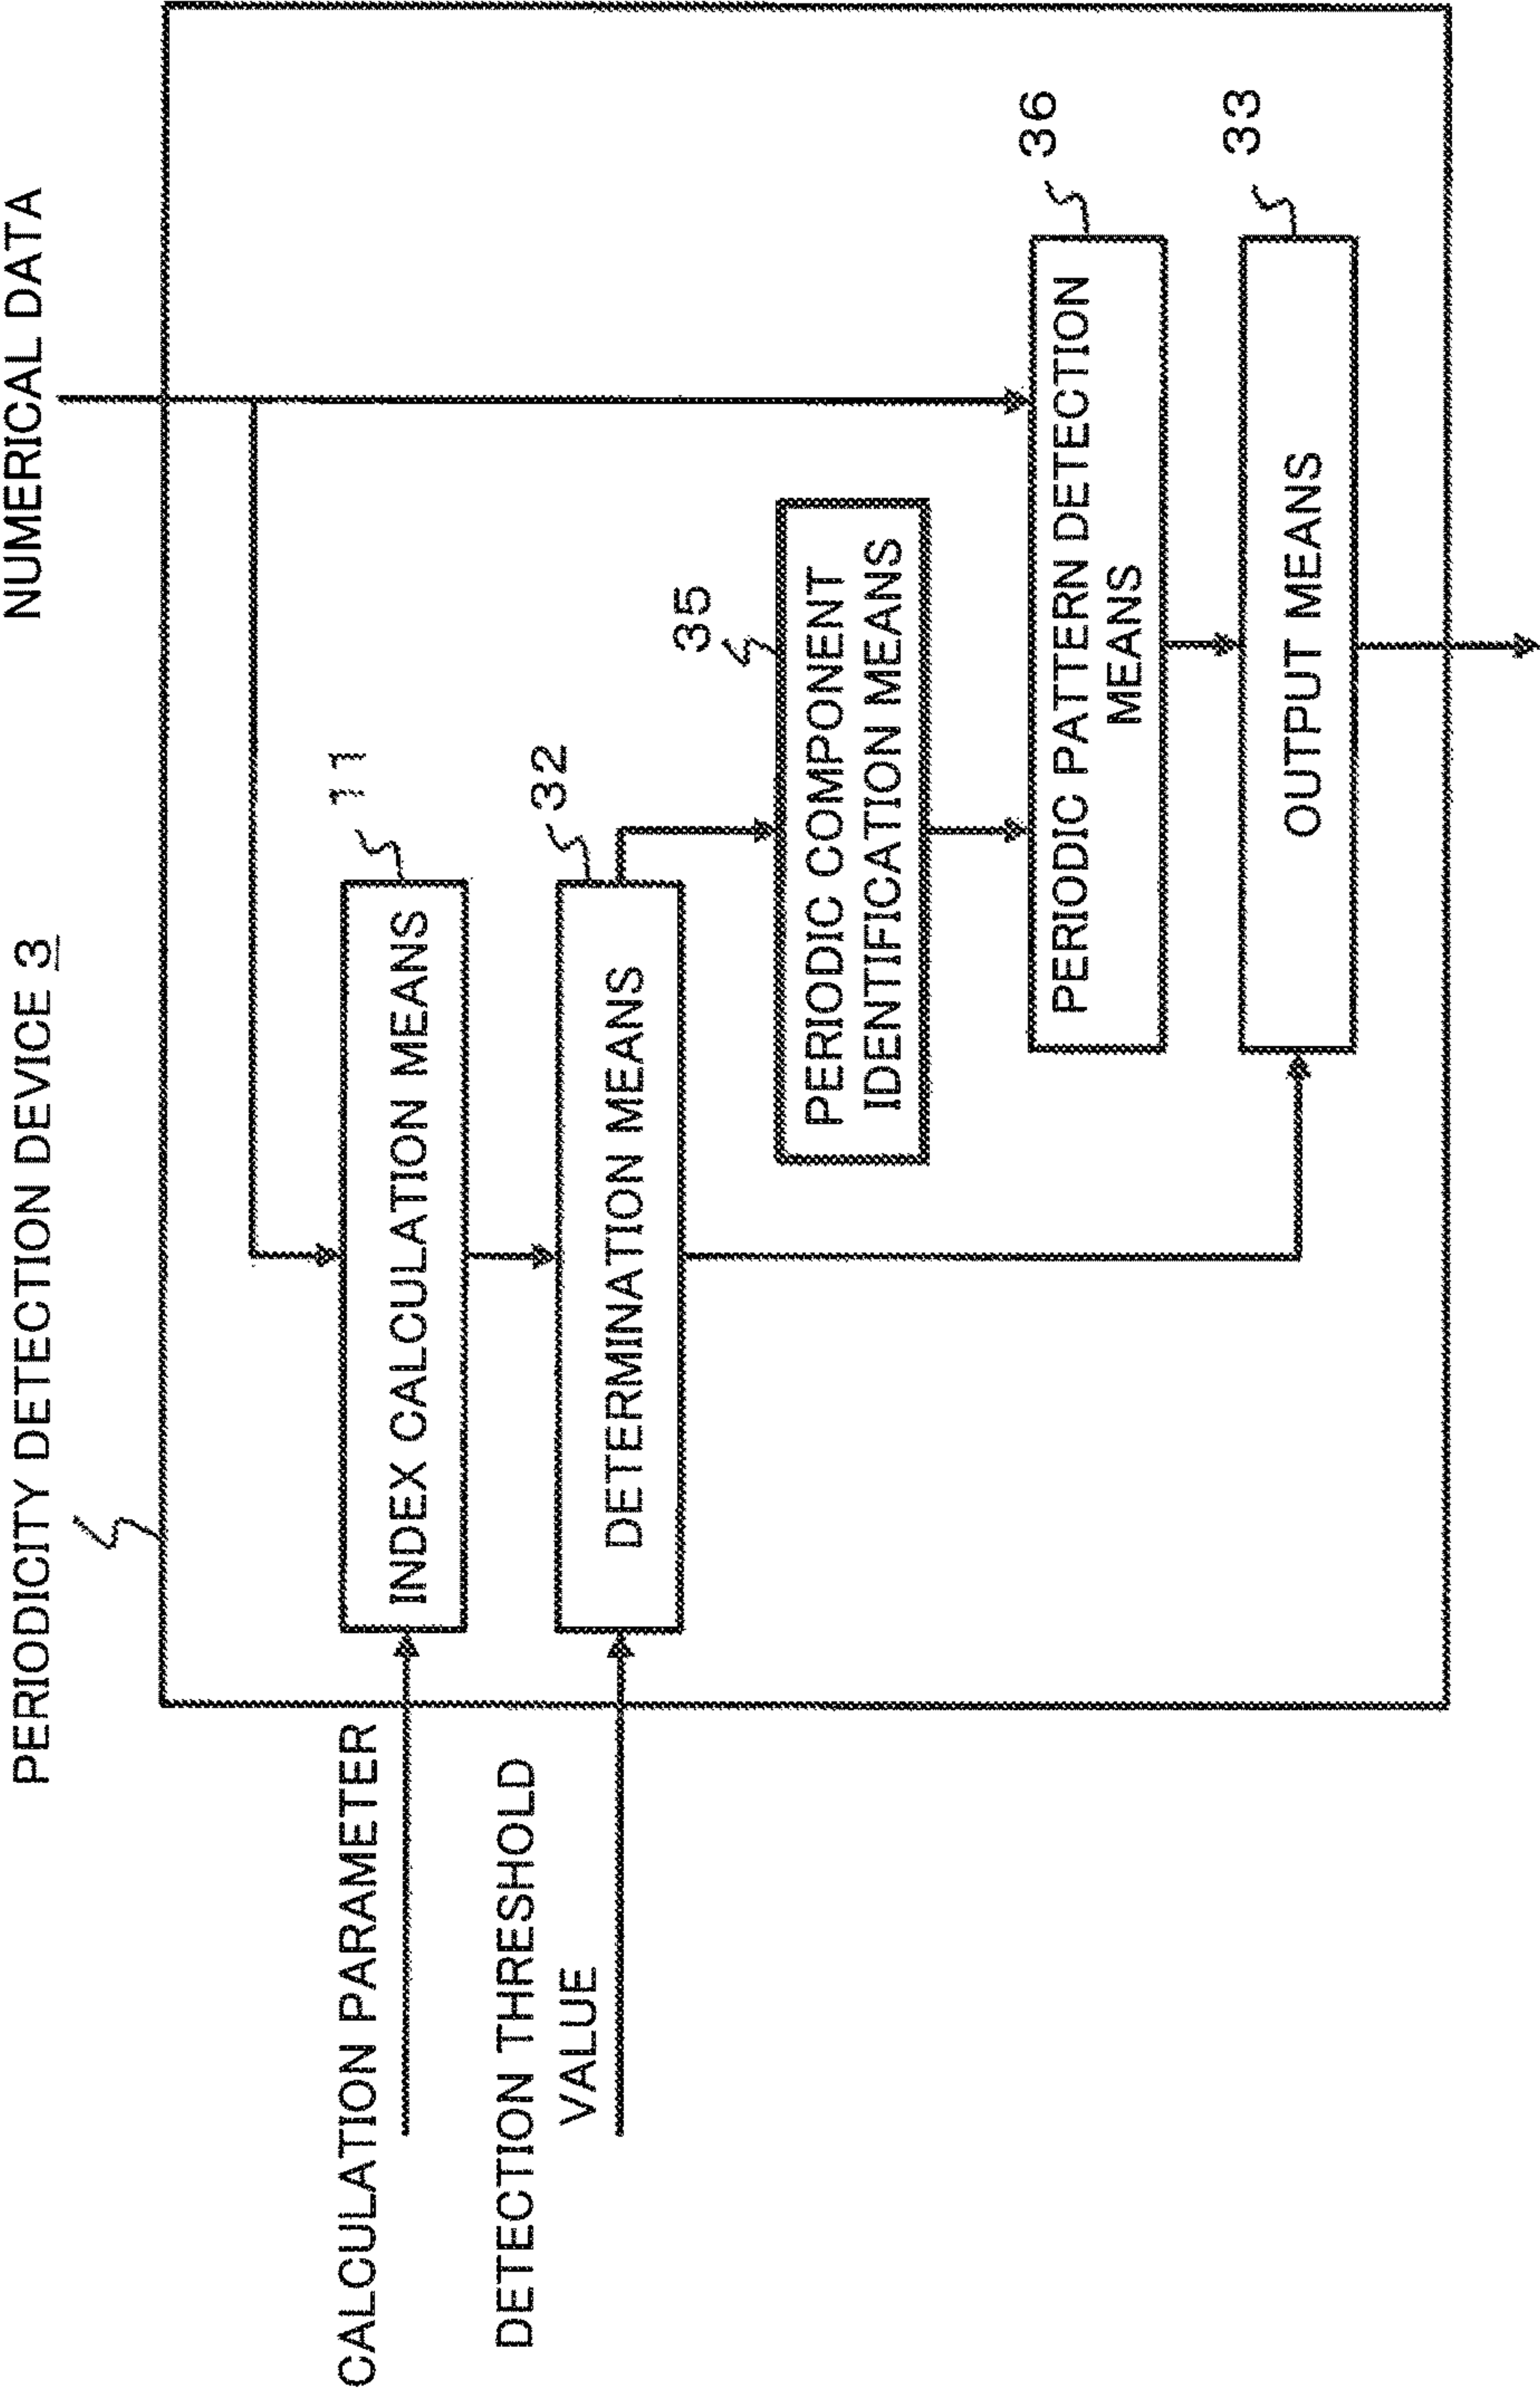 PERIODICITY DETECTION DEVICE 3
NUMERICAL DATA
CALCULATION PARAMETER
INDEX CALCULATION MEANS
11
DETECTION THRESHOLD
VALUE
DETERMINATION MEANS
32
35
PERIODIC COMPONENT
IDENTIFICATION MEANS
PERIODIC PATTERN DETECTION
MEANS
36
OUTPUT MEANS
33